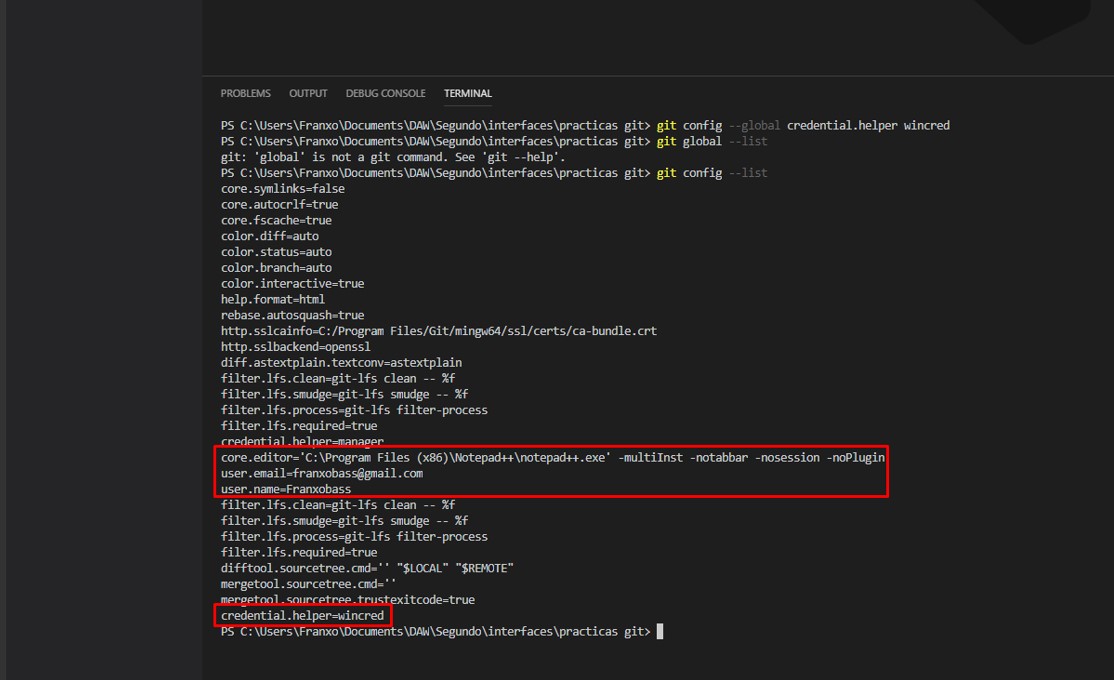 PROBLEMS OUTPUT DEBUG CONSOLE TERMINAL
PS C:\Users\Franxo\Documents\DAW\Segundo\interfaces\practicas git> git config --global credential.helper wincred
PS C:\Users\Franxo\Documents\DAW\Segundo\interfaces\practicas git> git global --list
git: 'global' is not a git command. See 'git --help'.
PS C:\Users\Franxo\Documents\DAW\Segundo\interfaces\practicas git> git config --list
core.symlinks=false
core.autocrlf=true
core.fscache=true
color.diff=auto
color.status=auto
color.branch=auto
color.interactive=true
help.format=html
rebase.autosquash=true
http.sslcainfo=C:/Program Files/Git/mingw64/ssl/certs/ca-bundle.crt
http.sslbackend=openssl
diff.astextplain.textconv=astextplain
filter.lfs.clean=git-lfs clean -- %f
filter.lfs.smudge=git-lfs smudge -- %f
filter.lfs.process=git-lfs filter-process
filter.lfs.required=true
credential.helper=manager
core.editor='C:\Program Files (x86)\Notepad++\notepad++.exe' -multiInst -notabbar -nosession -noPlugin
user.email=franxobass@gmail.com
user.name=Franxobass
filter.lfs.clean=git-lfs clean -- %f
filter.lfs.smudge=git-lfs smudge -- %f
filter.lfs.process=git-lfs filter-process
filter.lfs.required=true
difftool.sourcetree.cmd='' "$LOCAL" "$REMOTE"
mergetool.sourcetree.cmd=''
mergetool.sourcetree.trustexitcode=true
credential.helper=wincred
PS C:\Users\Franxo\Documents\DAW\Segundo\interfaces\practicas git>